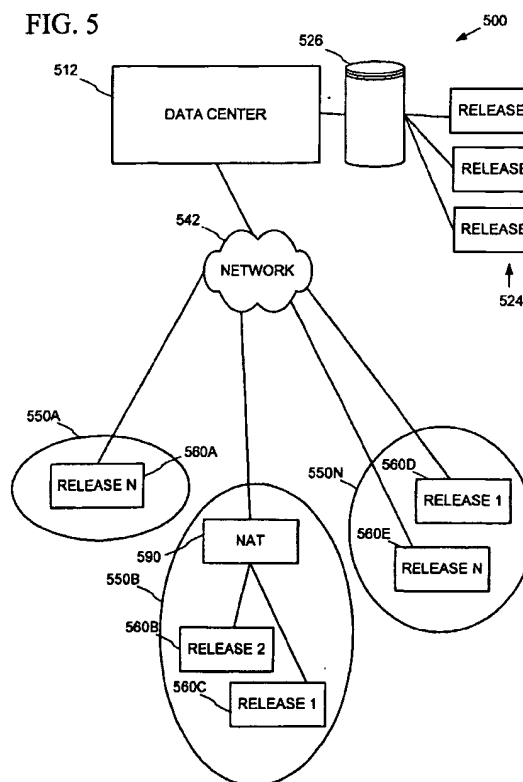 FIG. 5
526
500
512
DATA CENTER
RELEASE
RELEASE
RELEASE
542
NETWORK
524
550A
560A
RELEASE N
550N
560D
RELEASE 1
560E
RELEASE N
590
NAT
550B
560B
RELEASE 2
560C
RELEASE 1